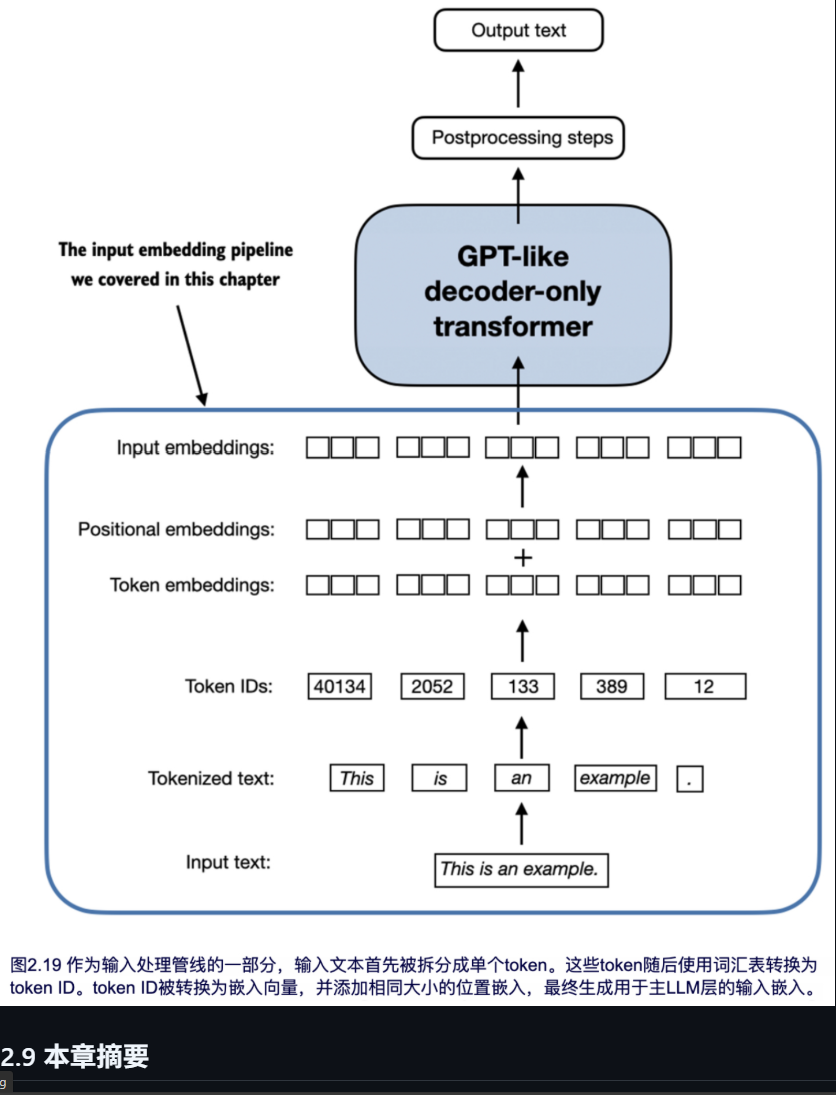 Output text
Postprocessing steps
GPT-like
decoder-only
transformer
The input embedding pipeline
we covered in this chapter
Input embeddings:
Positional embeddings:
+
Token embeddings:
Token IDs: 40134 2052 133 389 12
Tokenized text: This is an example .
Input text: This is an example.
图2.19 作为输入处理管线的一部分，输入文本首先被拆分成单个token。这些token随后使用词汇表转换为
token ID。token ID被转换为嵌入向量，并添加相同大小的位置嵌入，最终生成用于主LLM层的输入嵌入。
2.9 本章摘要
g